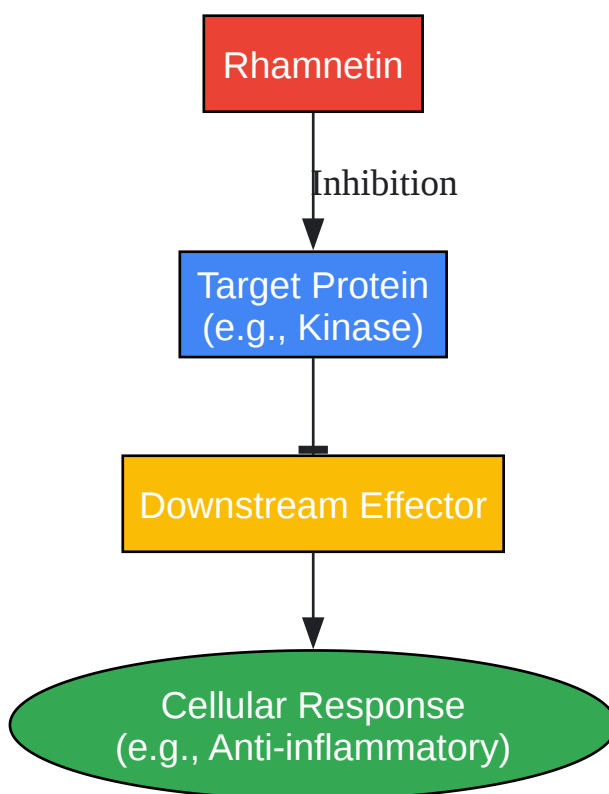 Rhamnetin
Inhibition
Target Protein
(e.g., Kinase)
Downstream Effector
Cellular Response
(e.g., Anti-inflammatory)